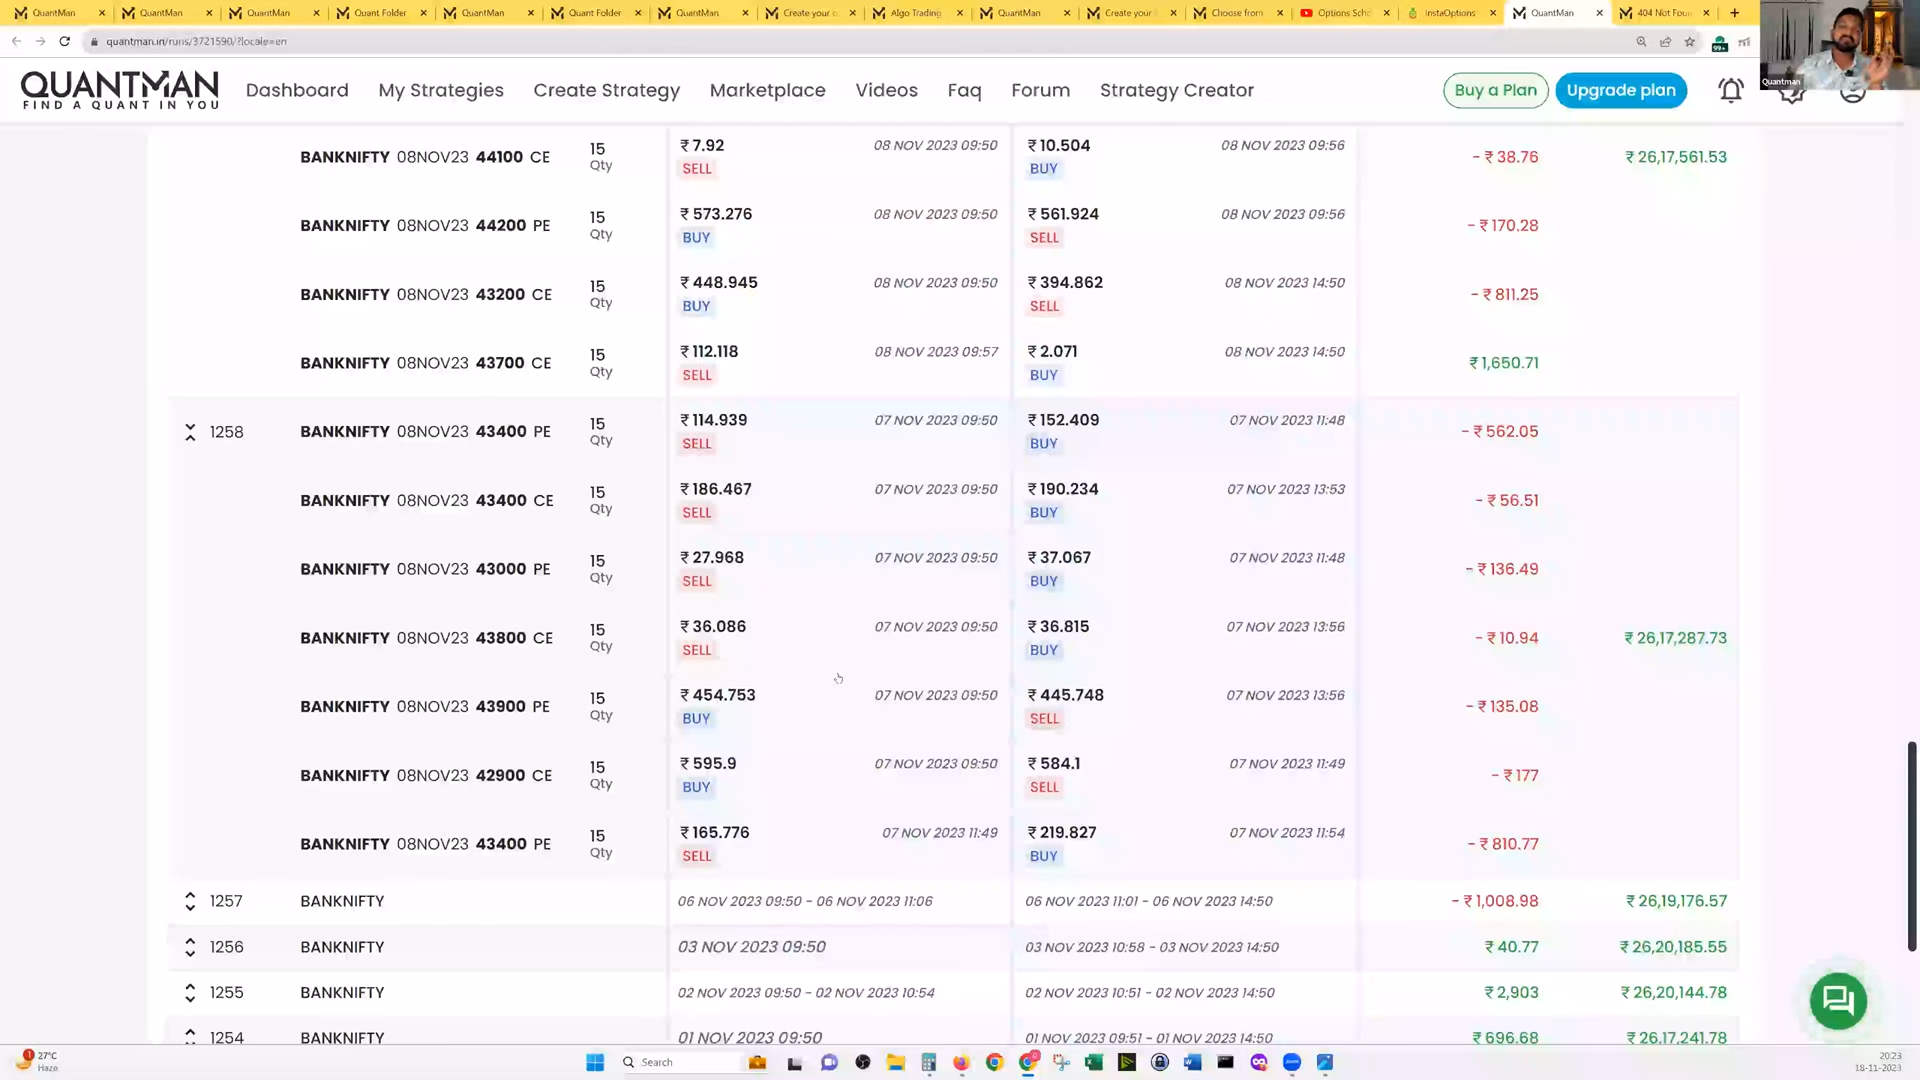 QuantMan
QuantMan
QuantMan
Quant Folder
QuantMan
Quant Folder
QuantMan
Create your o
Algo Trading
QuantMan
Create your
Choose from
Options Scho
InstaOptions
QuantMan
404 Not Foun
quantman.in/runs/3721590/?locale=en
99+
Quantman
QUANTMAN
FIND A QUANT IN YOU
Dashboard
My Strategies
Create Strategy
Marketplace
Videos
Faq
Forum
Strategy Creator
Buy a Plan
Upgrade plan
BANKNIFTY 08NOV23 44100 CE 15 Qty ₹ 7.92 SELL 08 NOV 2023 09:50 ₹ 10.504 BUY 08 NOV 2023 09:56 - ₹ 38.76 ₹ 26,17,561.53
BANKNIFTY 08NOV23 44200 PE 15 Qty ₹ 573.276 BUY 08 NOV 2023 09:50 ₹ 561.924 SELL 08 NOV 2023 09:56 - ₹ 170.28
BANKNIFTY 08NOV23 43200 CE 15 Qty ₹ 448.945 BUY 08 NOV 2023 09:50 ₹ 394.862 SELL 08 NOV 2023 14:50 - ₹ 811.25
BANKNIFTY 08NOV23 43700 CE 15 Qty ₹ 112.118 SELL 08 NOV 2023 09:57 ₹ 2.071 BUY 08 NOV 2023 14:50 ₹ 1,650.71
1258 BANKNIFTY 08NOV23 43400 PE 15 Qty ₹ 114.939 SELL 07 NOV 2023 09:50 ₹ 152.409 BUY 07 NOV 2023 11:48 - ₹ 562.05
BANKNIFTY 08NOV23 43400 CE 15 Qty ₹ 186.467 SELL 07 NOV 2023 09:50 ₹ 190.234 BUY 07 NOV 2023 13:53 - ₹ 56.51
BANKNIFTY 08NOV23 43000 PE 15 Qty ₹ 27.968 SELL 07 NOV 2023 09:50 ₹ 37.067 BUY 07 NOV 2023 11:48 - ₹ 136.49
BANKNIFTY 08NOV23 43800 CE 15 Qty ₹ 36.086 SELL 07 NOV 2023 09:50 ₹ 36.815 BUY 07 NOV 2023 13:56 - ₹ 10.94 ₹ 26,17,287.73
BANKNIFTY 08NOV23 43900 PE 15 Qty ₹ 454.753 BUY 07 NOV 2023 09:50 ₹ 445.748 SELL 07 NOV 2023 13:56 - ₹ 135.08
BANKNIFTY 08NOV23 42900 CE 15 Qty ₹ 595.9 BUY 07 NOV 2023 09:50 ₹ 584.1 SELL 07 NOV 2023 11:49 - ₹ 177
BANKNIFTY 08NOV23 43400 PE 15 Qty ₹ 165.776 SELL 07 NOV 2023 11:49 ₹ 219.827 BUY 07 NOV 2023 11:54 - ₹ 810.77
1257 BANKNIFTY 06 NOV 2023 09:50 - 06 NOV 2023 11:06 06 NOV 2023 11:01 - 06 NOV 2023 14:50 - ₹ 1,008.98 ₹ 26,19,176.57
1256 BANKNIFTY 03 NOV 2023 09:50 03 NOV 2023 10:58 - 03 NOV 2023 14:50 ₹ 40.77 ₹ 26,20,185.55
1255 BANKNIFTY 02 NOV 2023 09:50 - 02 NOV 2023 10:54 02 NOV 2023 10:51 - 02 NOV 2023 14:50 ₹ 2,903 ₹ 26,20,144.78
1254 BANKNIFTY 01 NOV 2023 09:50 01 NOV 2023 09:51 - 01 NOV 2023 14:50 ₹ 696.68 ₹ 26,17,241.78
1
27°C
Haze
Search
20:23
18-11-2023